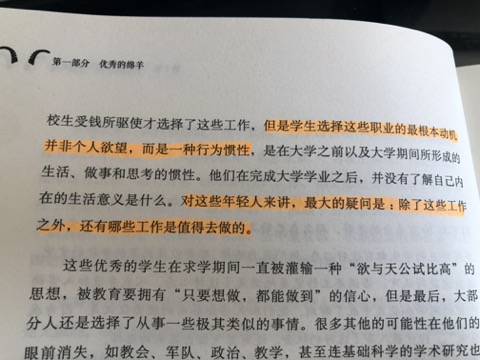 第一部分 优秀的绵羊
校生受钱所驱使才选择了这些工作，但是学生选择这些职业的最根本动机
并非个人欲望，而是一种行为惯性，是在大学之前以及大学期间所形成的
生活、做事和思考的惯性。他们在完成大学学业之后，并没有了解自己内
在的生活意义是什么。对这些年轻人来讲，最大的疑问是：除了这些工作
之外，还有哪些工作是值得去做的。
这些优秀的学生在求学期间一直被灌输一种“欲与天公试比高”的
思想，被教育要拥有“只要想做，都能做到”的信心，但是最后，大部
分人还是选择了从事一些极其类似的事情。很多其他的可能性在他们的
眼前消失，如教会、军队、政治、教学，甚至连基础科学的学术研究也